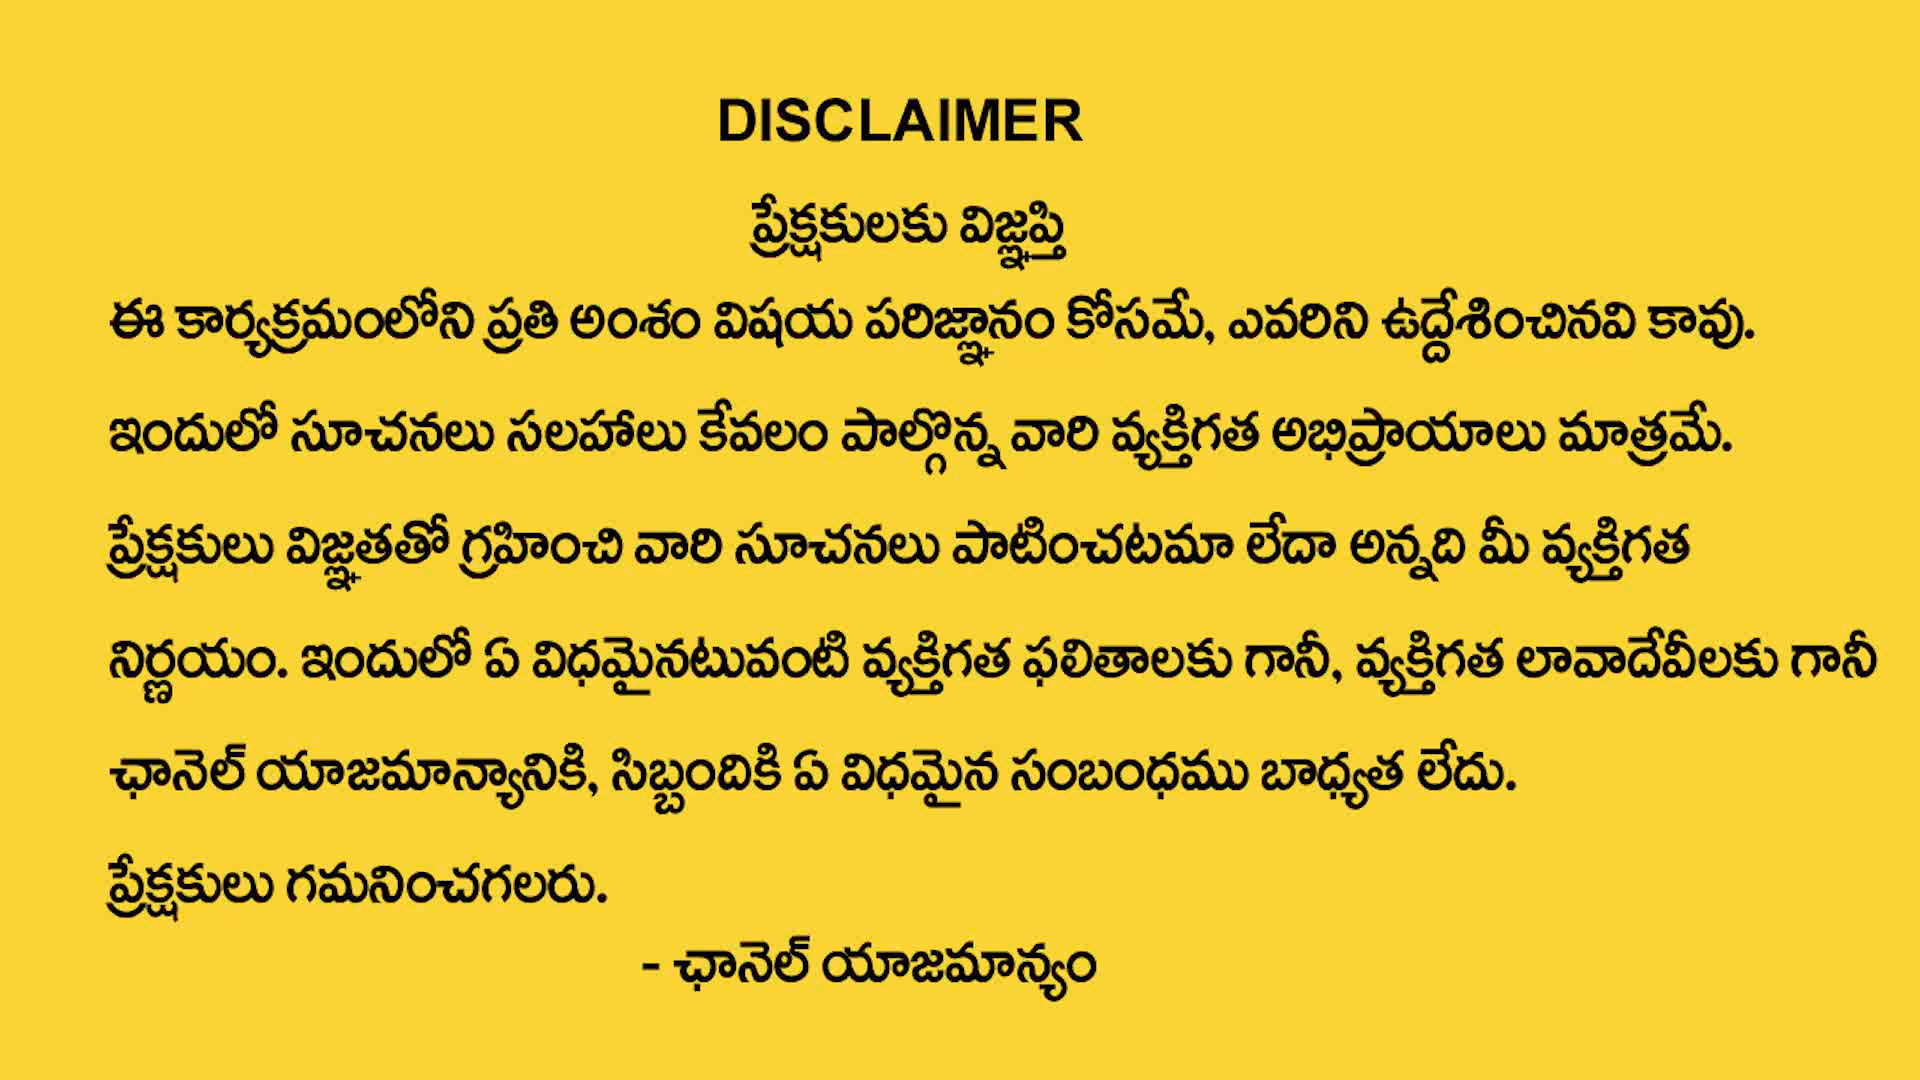 DISCLAIMER
ప్రేక్షకులకు విజ్ఞప్తి
ఈ కార్యక్రమంలోని ప్రతి అంశం విషయ పరిజ్ఞానం కోసమే, ఎవరిని ఉద్దేశించినవి కావు.
ఇందులో సూచనలు సలహాలు కేవలం పాల్గొన్న వారి వ్యక్తిగత అభిప్రాయాలు మాత్రమే.
ప్రేక్షకులు విజ్ఞతతో గ్రహించి వారి సూచనలు పాటించటమా లేదా అన్నది మీ వ్యక్తిగత
నిర్ణయం. ఇందులో ఏ విధమైనటువంటి వ్యక్తిగత ఫలితాలకు గానీ, వ్యక్తిగత లావాదేవీలకు గానీ
ఛానెల్ యాజమాన్యానికి, సిబ్బందికి ఏ విధమైన సంబంధము బాధ్యత లేదు.
ప్రేక్షకులు గమనించగలరు.
- ఛానెల్ యాజమాన్యం